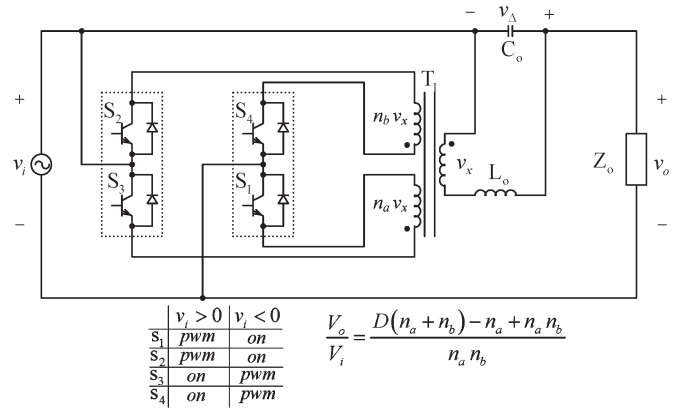 − v_Δ +
C_o
T_1
+ v_i −
S_2
S_4
S_3
S_1
n_b v_x
n_a v_x
v_x
L_o
Z_o
+ v_o −
v_i > 0 v_i < 0
S_1 pwm on
S_2 pwm on
S_3 on pwm
S_4 on pwm
V_o / V_i = (D(n_a + n_b) − n_a + n_a n_b) / (n_a n_b)